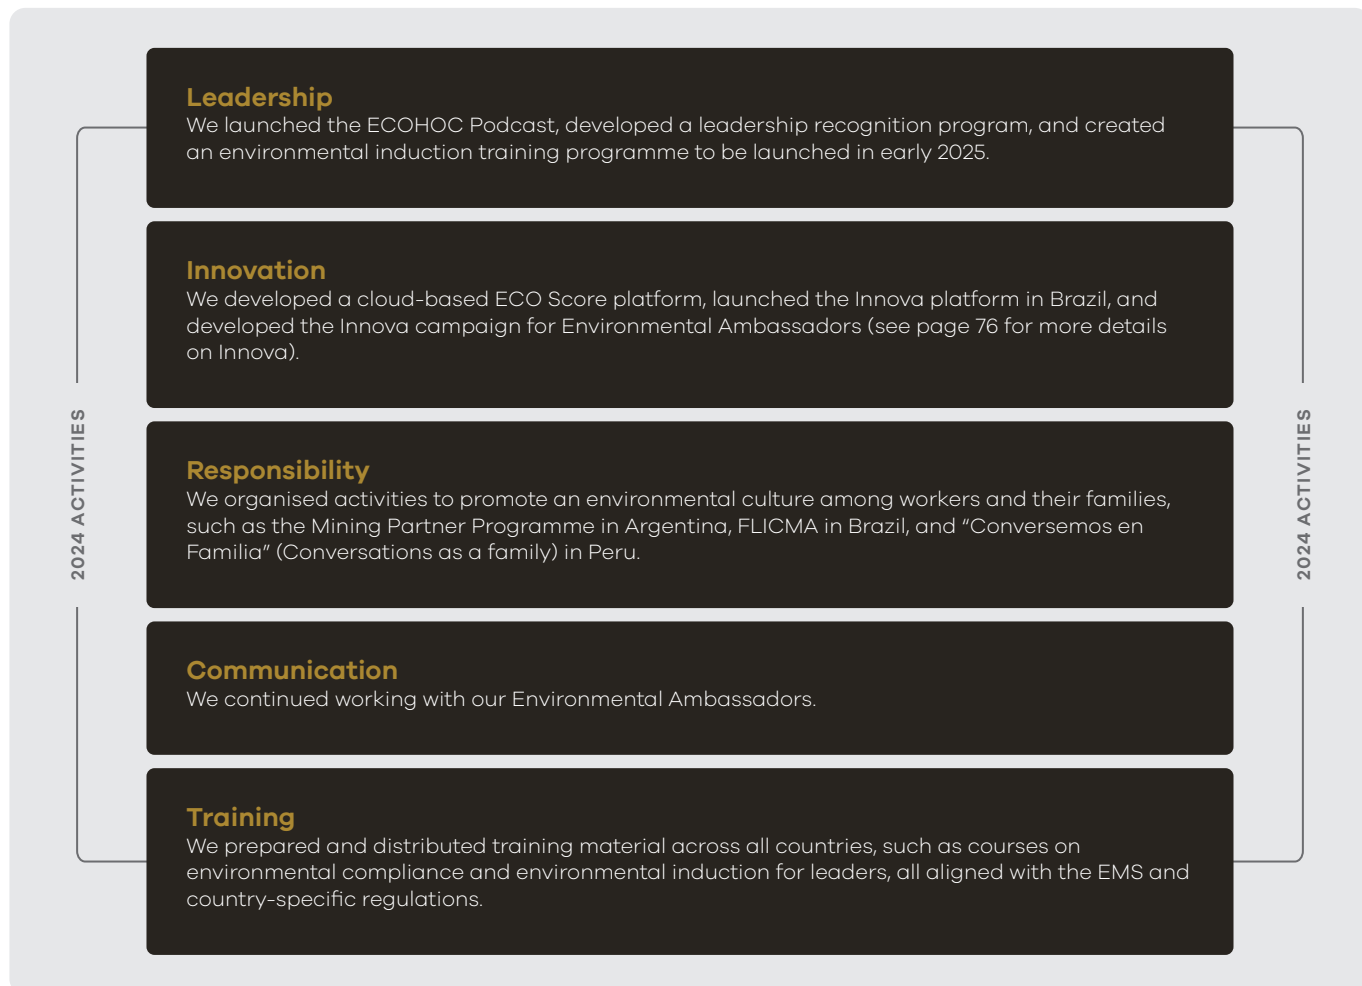 Leadership
We launched the ECOHOC Podcast, developed a leadership recognition program, and created
an environmental induction training programme to be launched in early 2025.
Innovation
We developed a cloud-based ECO Score platform, launched the Innova platform in Brazil, and
developed the Innova campaign for Environmental Ambassadors (see page 76 for more details
on Innova).
2024 ACTIVITIES
Responsibility
We organised activities to promote an environmental culture among workers and their families,
such as the Mining Partner Programme in Argentina, FLICMA in Brazil, and “Conversemos en
Familia” (Conversations as a family) in Peru.
2024 ACTIVITIES
Communication
We continued working with our Environmental Ambassadors.
Training
We prepared and distributed training material across all countries, such as courses on
environmental compliance and environmental induction for leaders, all aligned with the EMS and
country-specific regulations.